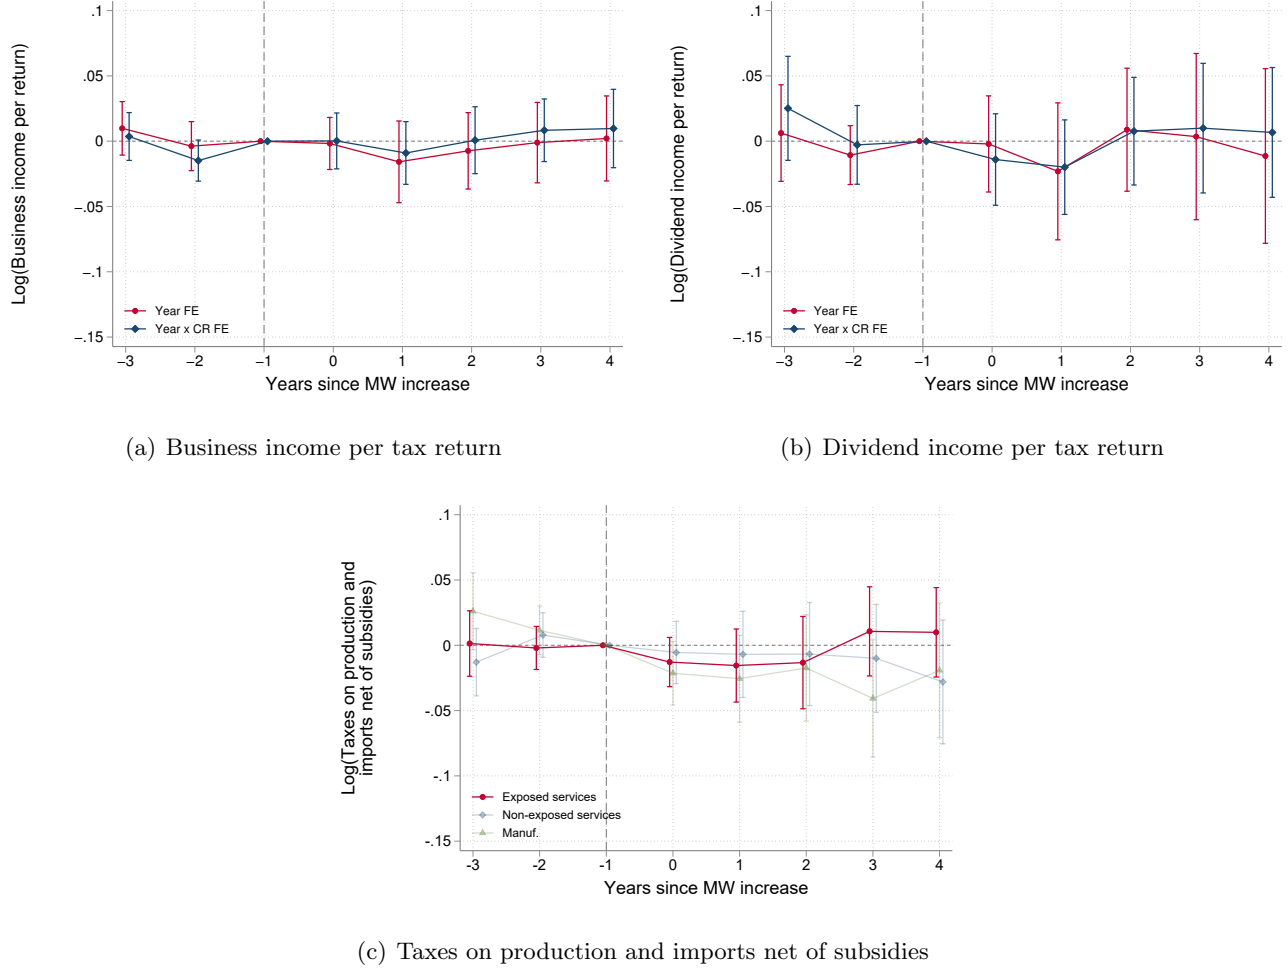 Log(Business income per return)
.1
.05
0
−.05
−.1
−.15
Year FE
Year x CR FE
−3 −2 −1 0 1 2 3 4
Years since MW increase
(a) Business income per tax return
Log(Dividend income per return)
.1
.05
0
−.05
−.1
−.15
Year FE
Year x CR FE
−3 −2 −1 0 1 2 3 4
Years since MW increase
(b) Dividend income per tax return
Log(Taxes on production and
imports net of subsidies)
.1
.05
0
-.05
-.1
-.15
Exposed services
Non-exposed services
Manuf.
-3 -2 -1 0 1 2 3 4
Years since MW increase
(c) Taxes on production and imports net of subsidies